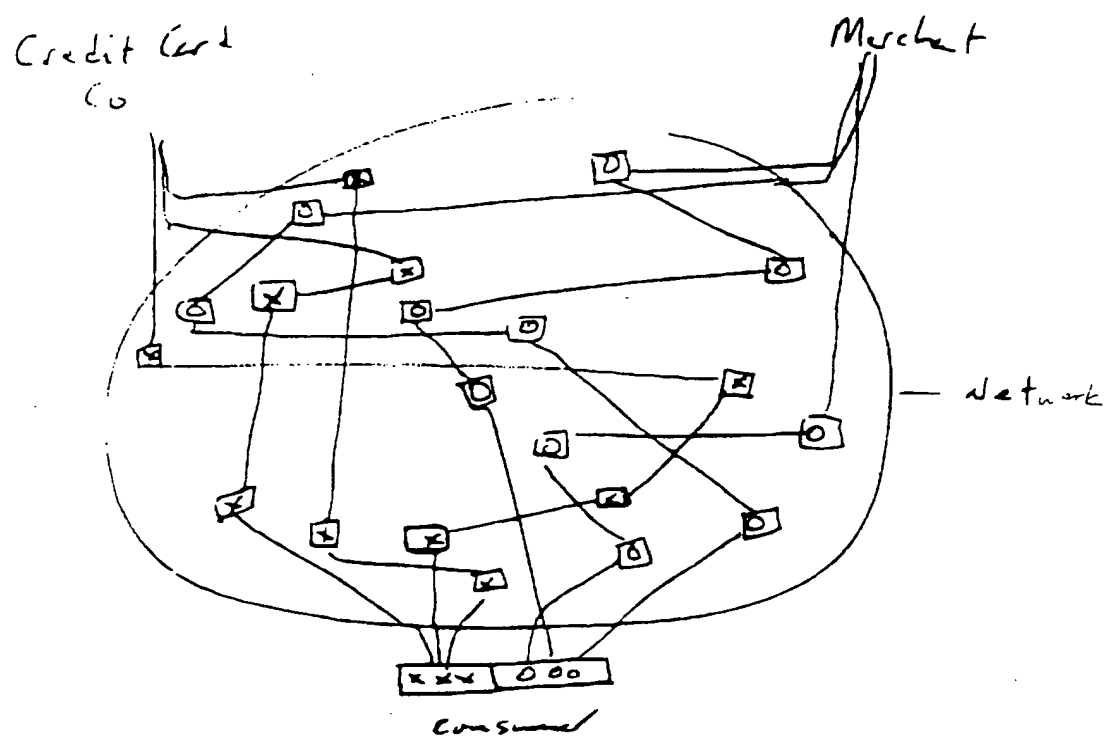 Credit Card
Co
Merchant
Network
x x x o o o
Consumer